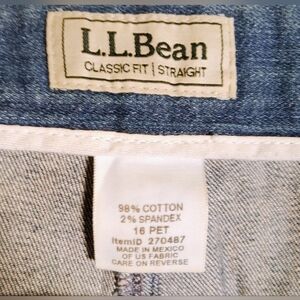 L.L.Bean
CLASSIC FIT | STRAIGHT
98% COTTON
2% SPANDEX
16 PET
ItemID 270487
MADE IN MEXICO
OF US FABRIC
CARE ON REVERSE